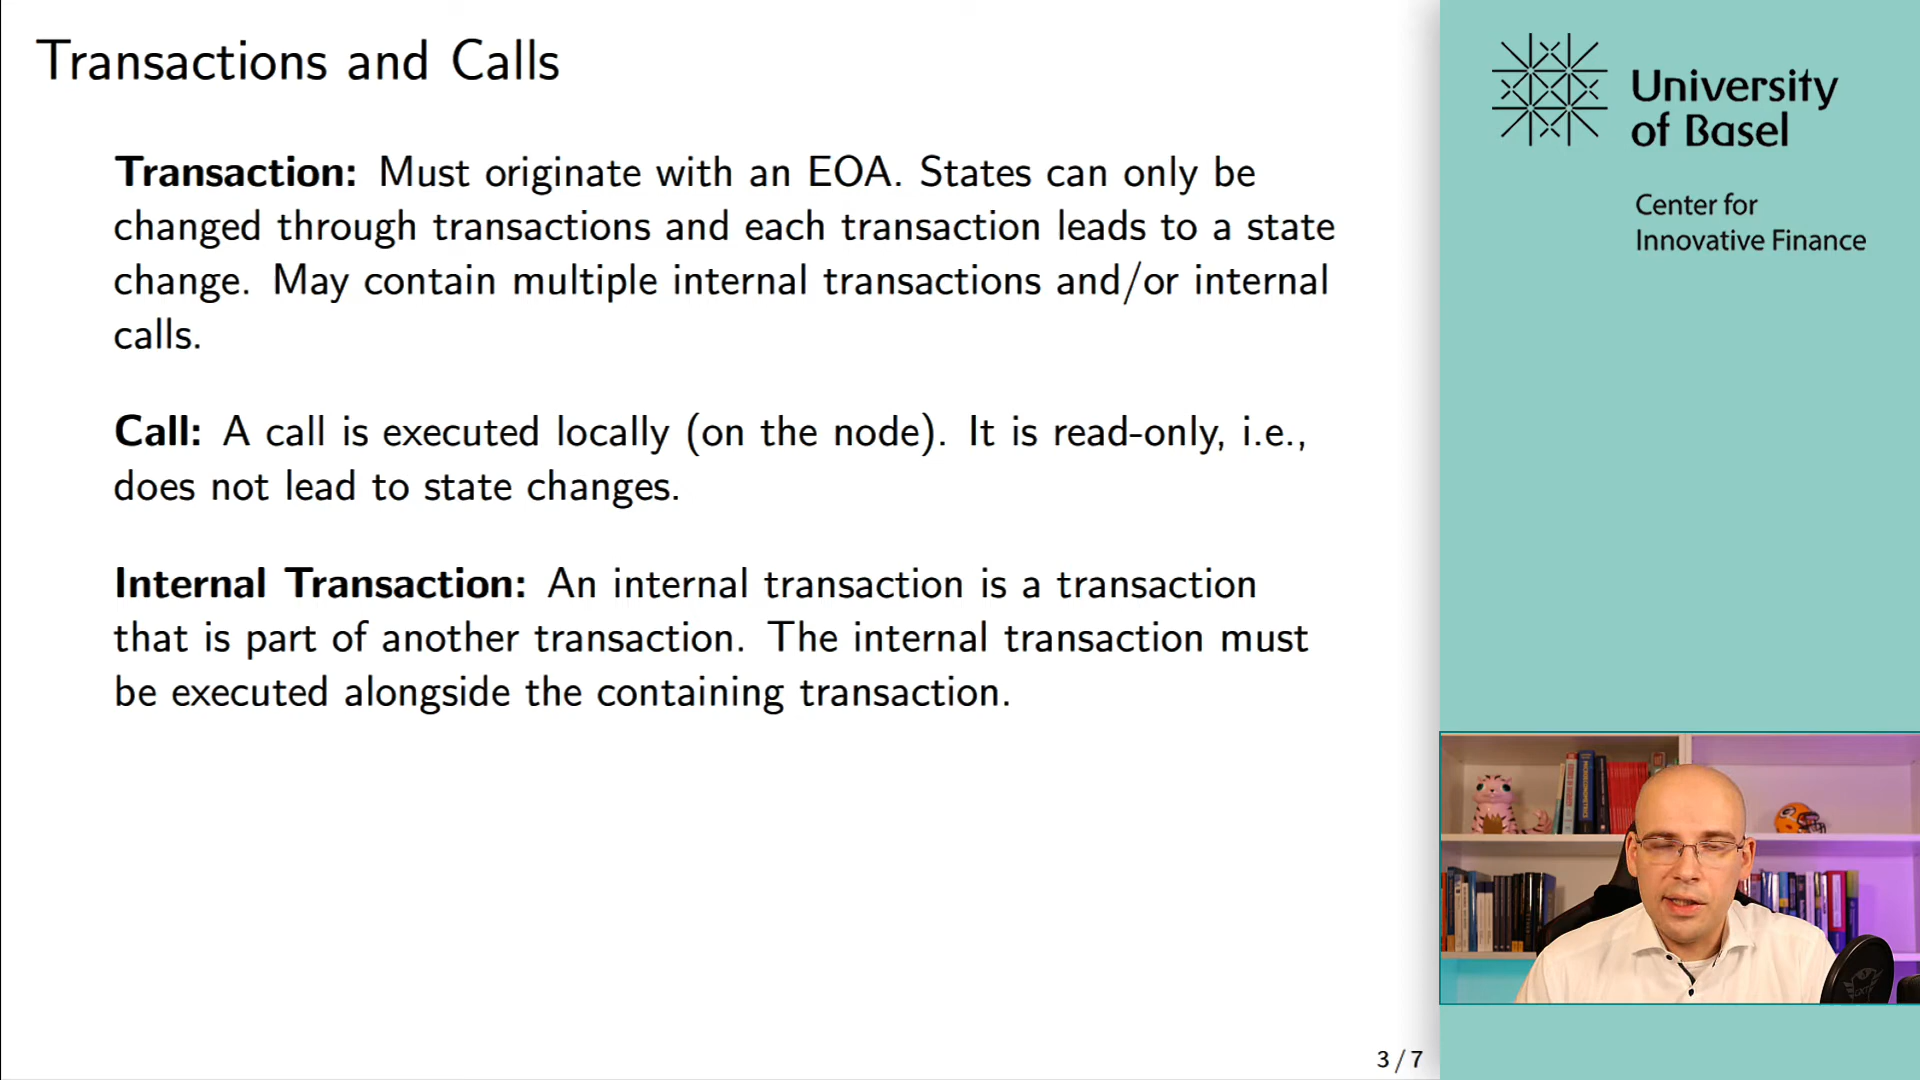 Transactions and Calls
Transaction: Must originate with an EOA. States can only be
changed through transactions and each transaction leads to a state
change. May contain multiple internal transactions and/or internal
calls.
Call: A call is executed locally (on the node). It is read-only, i.e.,
does not lead to state changes.
Internal Transaction: An internal transaction is a transaction
that is part of another transaction. The internal transaction must
be executed alongside the containing transaction.
3 / 7
University
of Basel
Center for
Innovative Finance